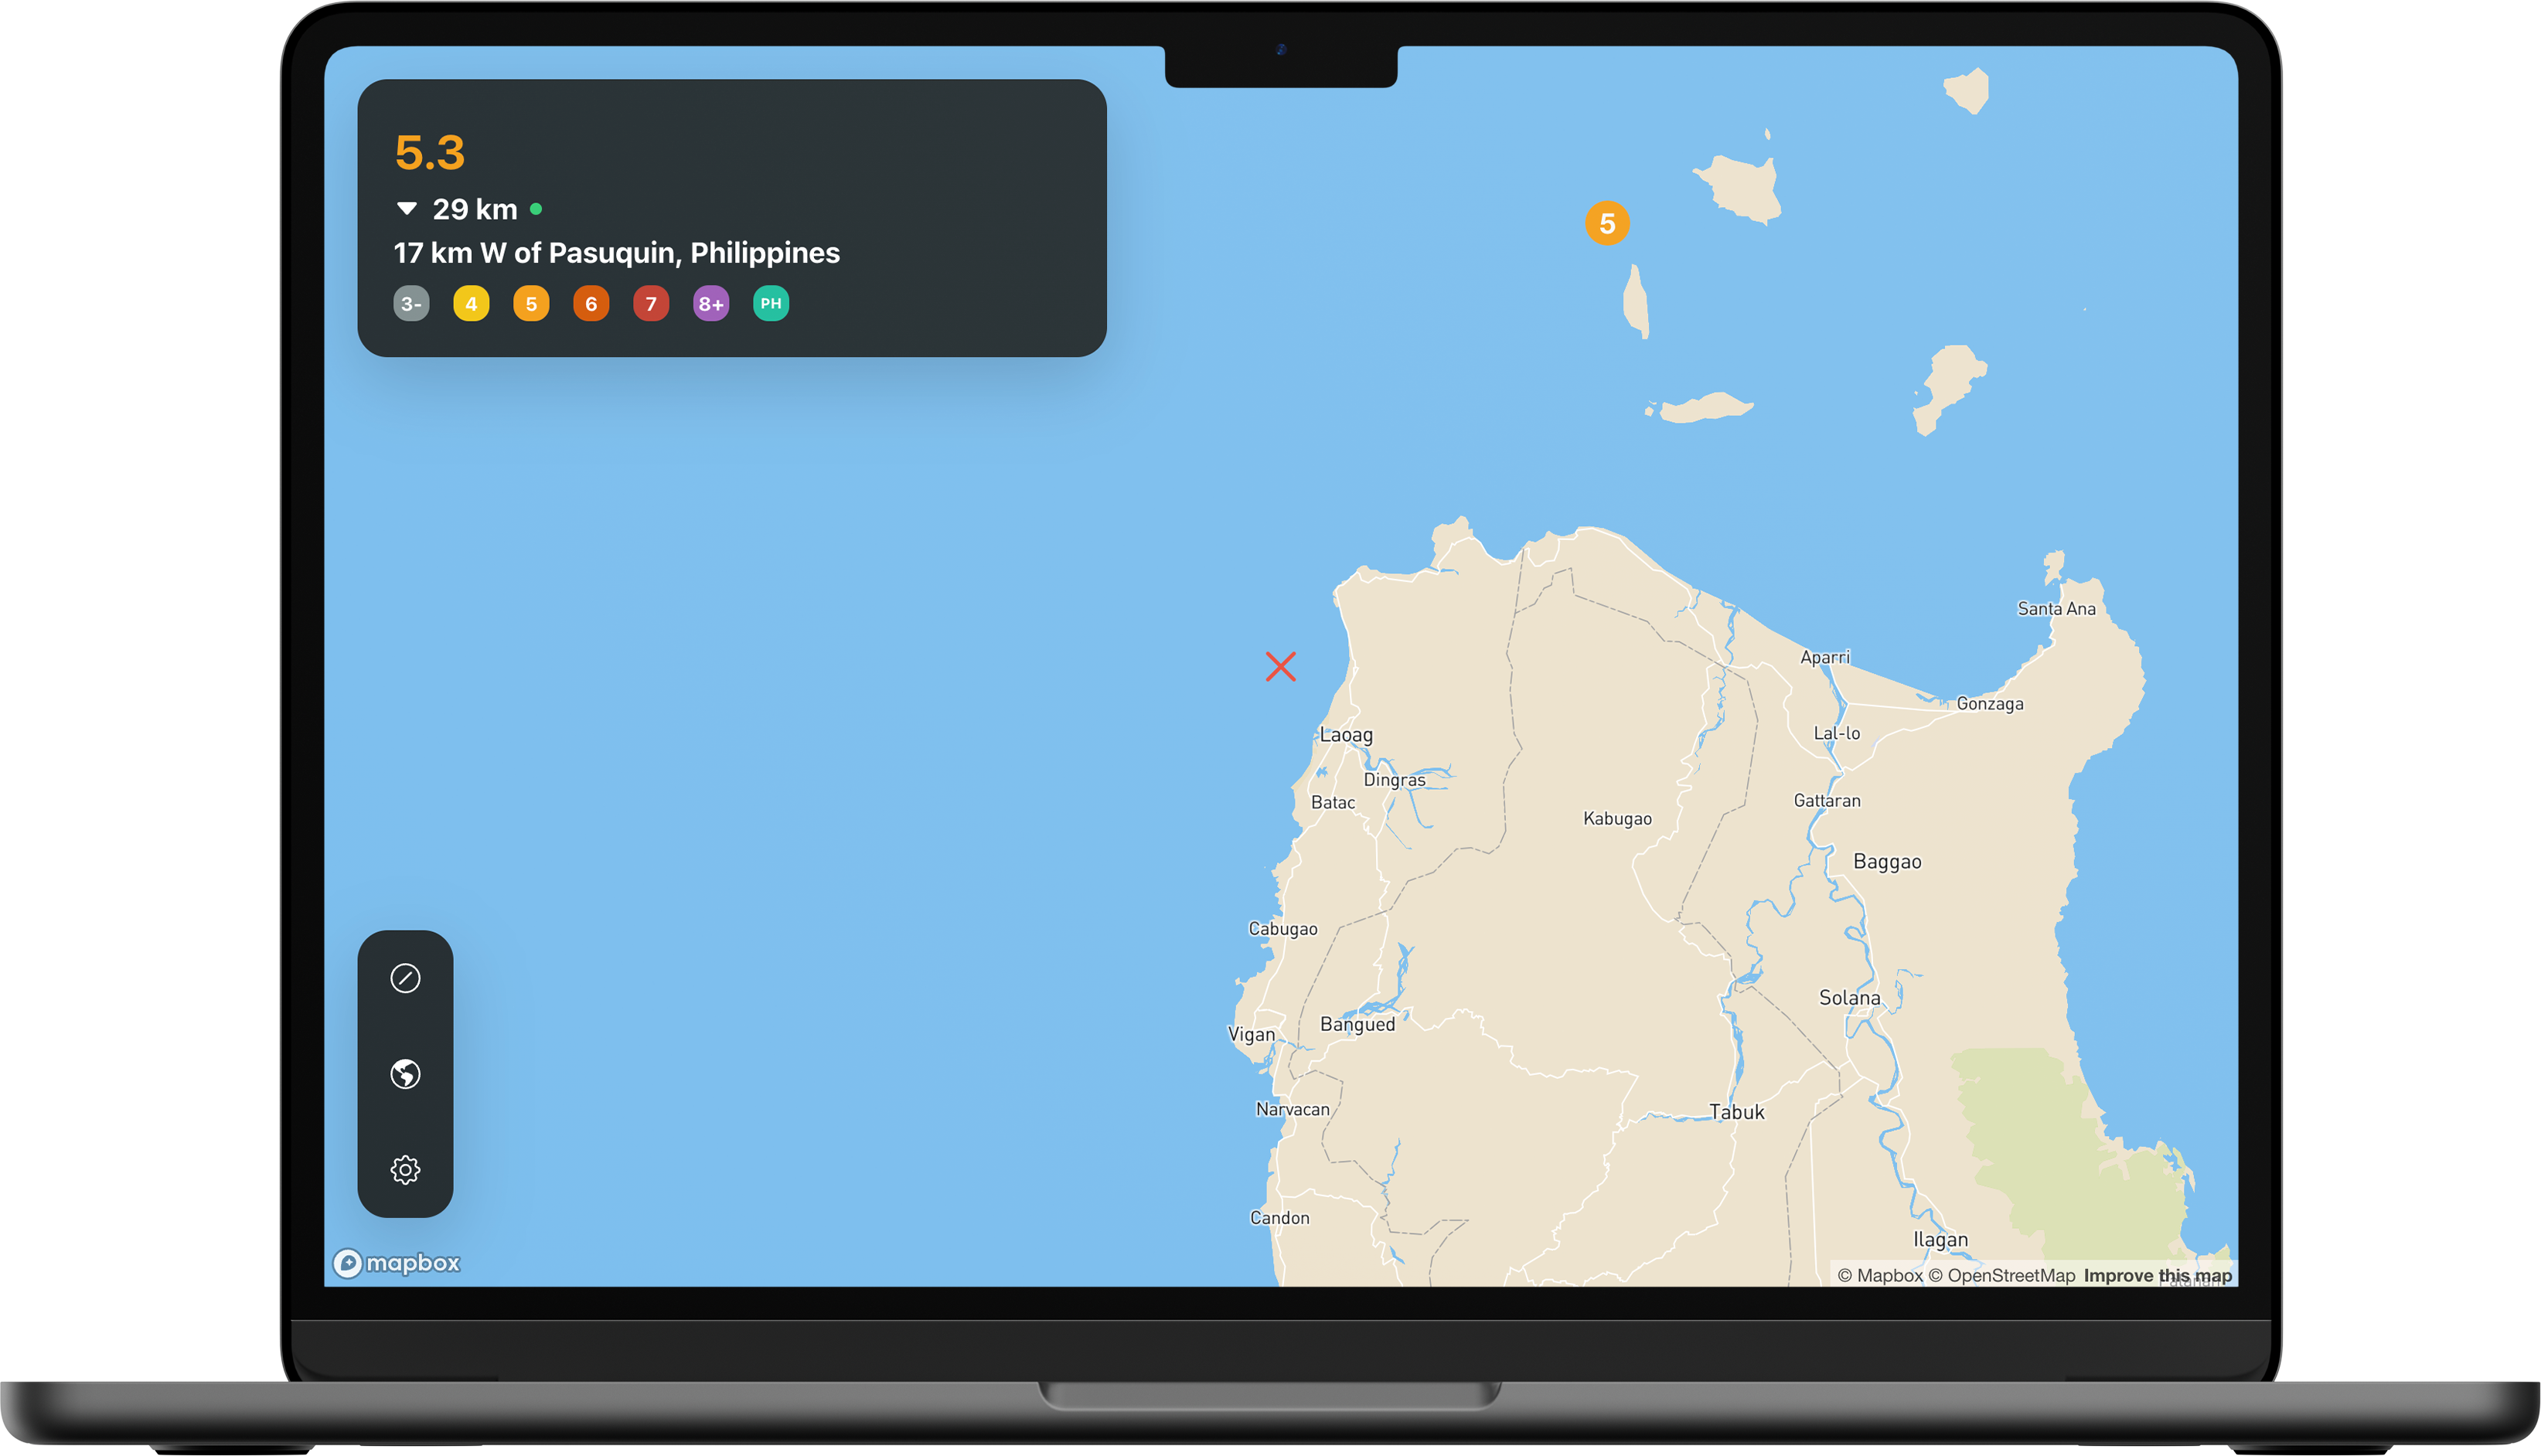 5.3
29 km
17 km W of Pasuquin, Philippines
3- 4 5 6 7 8+ PH
5
Santa Ana
Aparri
Gonzaga
Lal-lo
Laoag
Dingras
Batac
Gattaran
Kabugao
Baggao
Cabugao
Solana
Bangued
Vigan
Narvacan
Tabuk
Candon
Ilagan
mapbox
© Mapbox © OpenStreetMap Improve this map